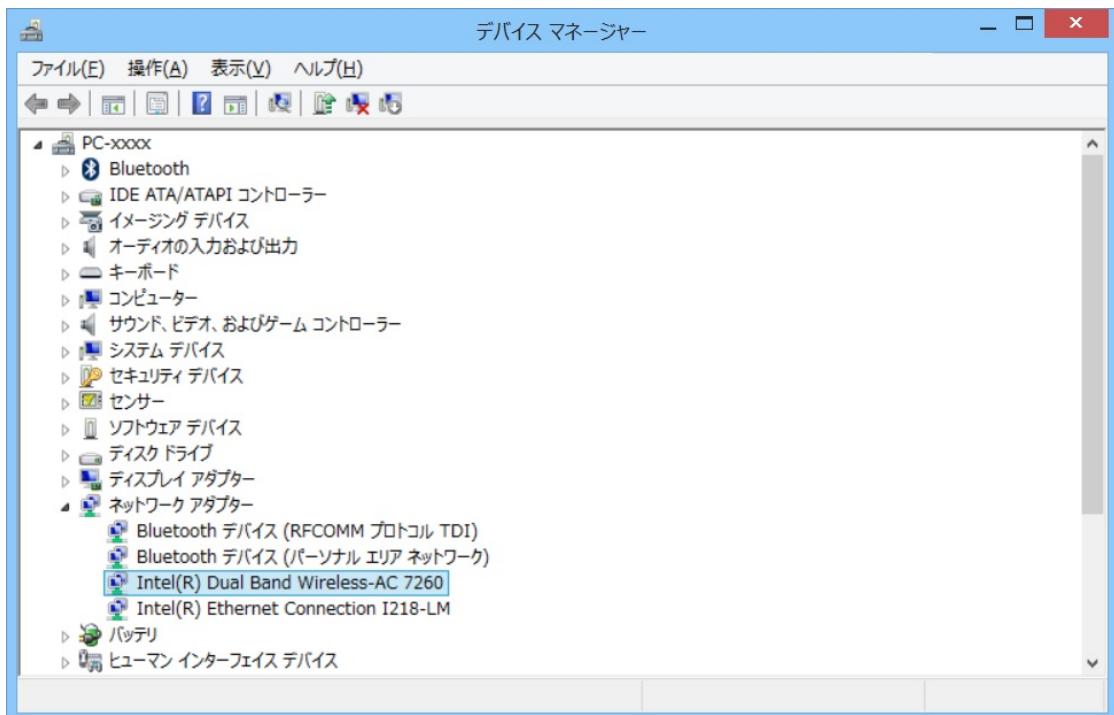 デバイス マネージャー
ファイル(F) 操作(A) 表示(V) ヘルプ(H)
PC-xxxx
Bluetooth
IDE ATA/ATAPI コントローラー
イメージング デバイス
オーディオの入力および出力
キーボード
コンピューター
サウンド、ビデオ、およびゲーム コントローラー
システム デバイス
セキュリティ デバイス
センサー
ソフトウェア デバイス
ディスク ドライブ
ディスプレイ アダプター
ネットワーク アダプター
Bluetooth デバイス (RFCOMM プロトコル TDI)
Bluetooth デバイス (パーソナル エリア ネットワーク)
Intel(R) Dual Band Wireless-AC 7260
Intel(R) Ethernet Connection I218-LM
バッテリ
ヒューマン インターフェイス デバイス